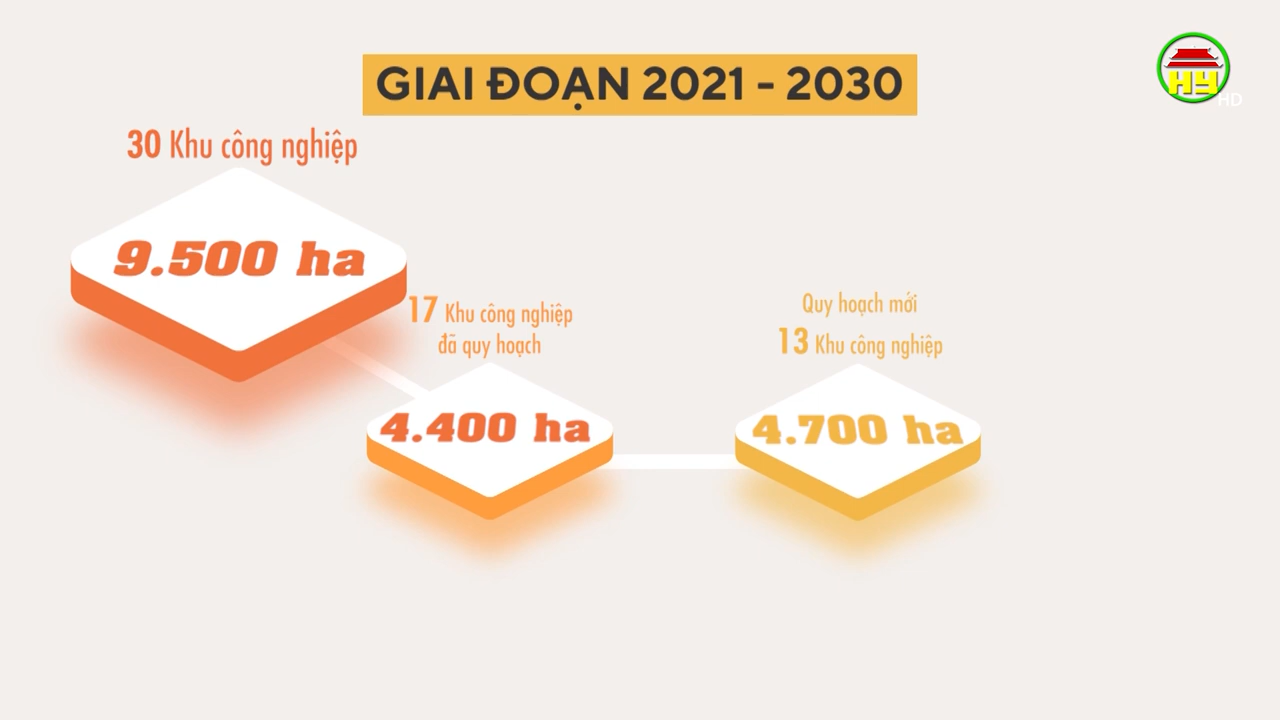 GIAI ĐOẠN 2021 - 2030
HY
HD
30 Khu công nghiệp
9.500 ha
17 Khu công nghiệp
đã quy hoạch
4.400 ha
Quy hoạch mới
13 Khu công nghiệp
4.700 ha